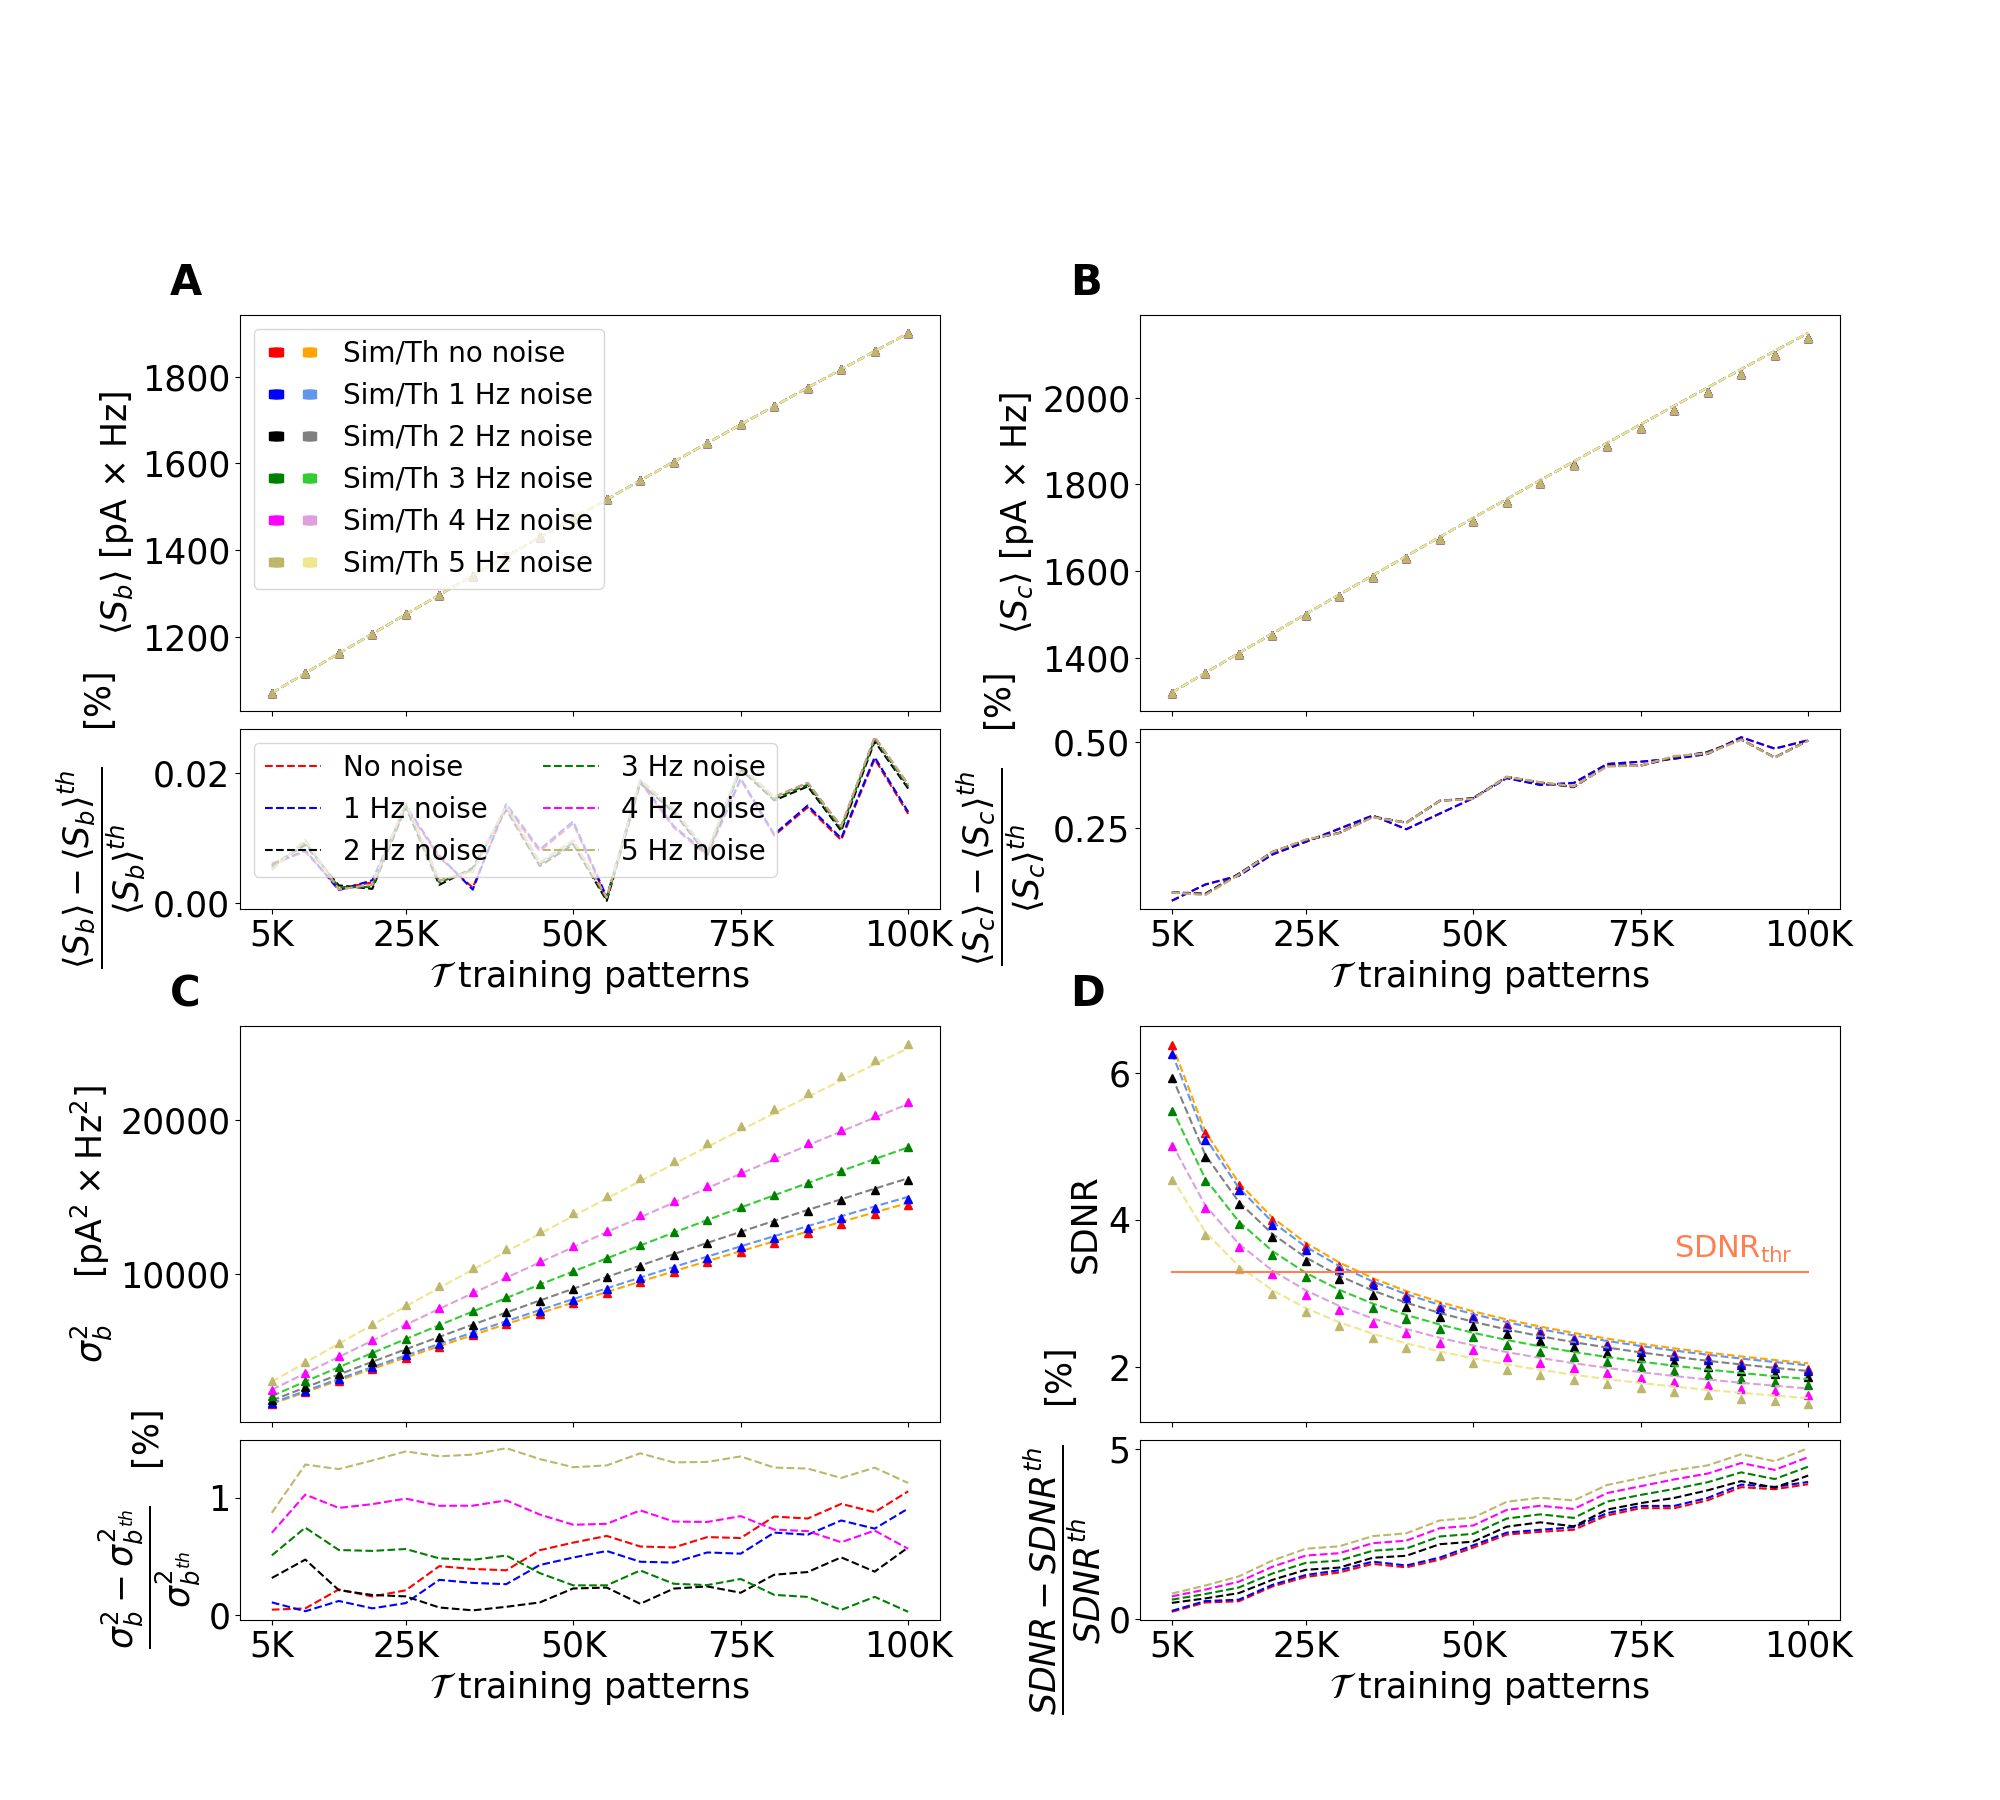 A
⟨S_b⟩ [pA × Hz]
1800
1600
1400
1200
Sim/Th no noise
Sim/Th 1 Hz noise
Sim/Th 2 Hz noise
Sim/Th 3 Hz noise
Sim/Th 4 Hz noise
Sim/Th 5 Hz noise
⟨S_b⟩ − ⟨S_b⟩^th
⟨S_b⟩^th
[%]
0.02
0.00
No noise
1 Hz noise
2 Hz noise
3 Hz noise
4 Hz noise
5 Hz noise
5K 25K 50K 75K 100K
𝒯 training patterns
B
⟨S_c⟩ [pA × Hz]
2000
1800
1600
1400
⟨S_c⟩ − ⟨S_c⟩^th
⟨S_c⟩^th
[%]
0.50
0.25
5K 25K 50K 75K 100K
𝒯 training patterns
C
σ_b^2 [pA² × Hz²]
20000
10000
σ_b^2 − σ_{b^th}^2
σ_{b^th}^2
[%]
1
0
5K 25K 50K 75K 100K
𝒯 training patterns
D
SDNR
6
4
2
SDNR_thr
SDNR − SDNR^th
SDNR^th
[%]
5
0
5K 25K 50K 75K 100K
𝒯 training patterns